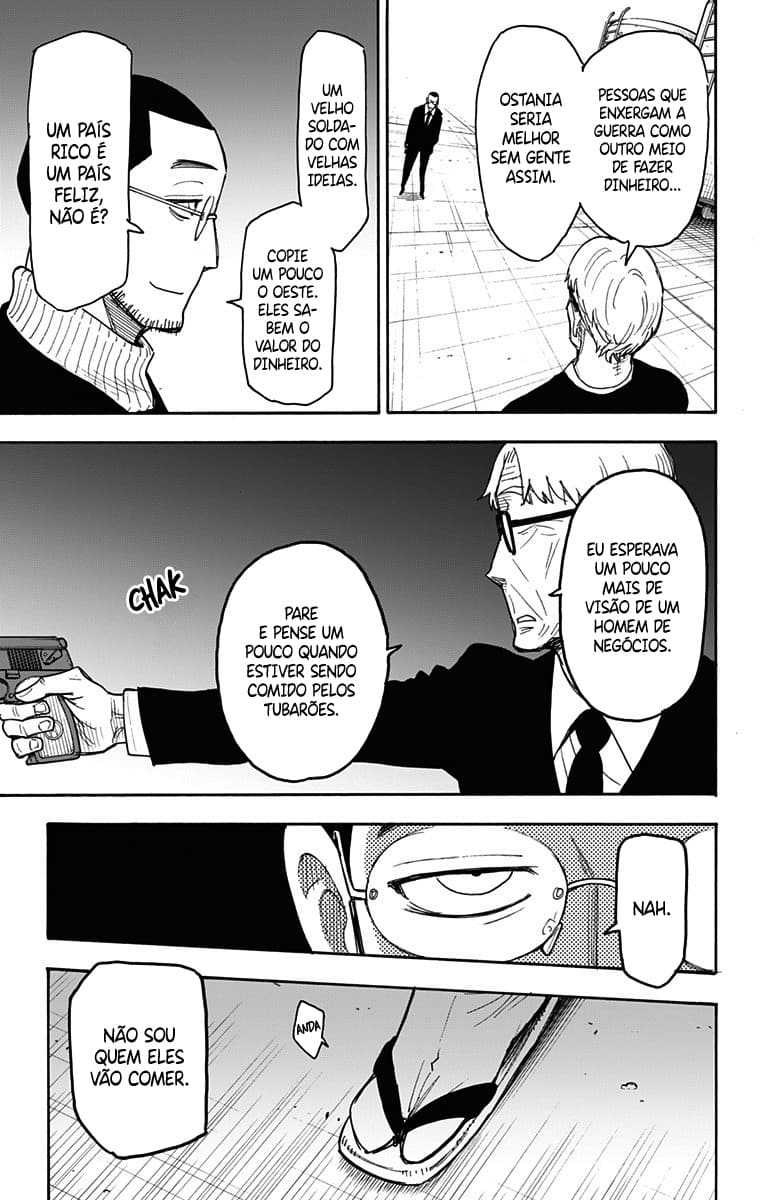 PESSOAS QUE
ENXERGAM A
GUERRA COMO
OUTRO MEIO
DE FAZER
DINHEIRO...
OSTANIA
SERIA
MELHOR
SEM GENTE
ASSIM.
UM
VELHO
SOLDA-
DO COM
VELHAS
IDEIAS.
COPIE
UM POUCO
O OESTE.
ELES SA-
BEM O
VALOR DO
DINHEIRO.
UM PAÍS
RICO É
UM PAÍS
FELIZ,
NÃO É?
EU ESPERAVA
UM POUCO
MAIS DE
VISÃO DE UM
HOMEM DE
NEGÓCIOS.
PARE
E PENSE UM
POUCO QUANDO
ESTIVER SENDO
COMIDO PELOS
TUBARÕES.
CHAK
NAH.
ANDA
NÃO SOU
QUEM ELES
VÃO COMER.